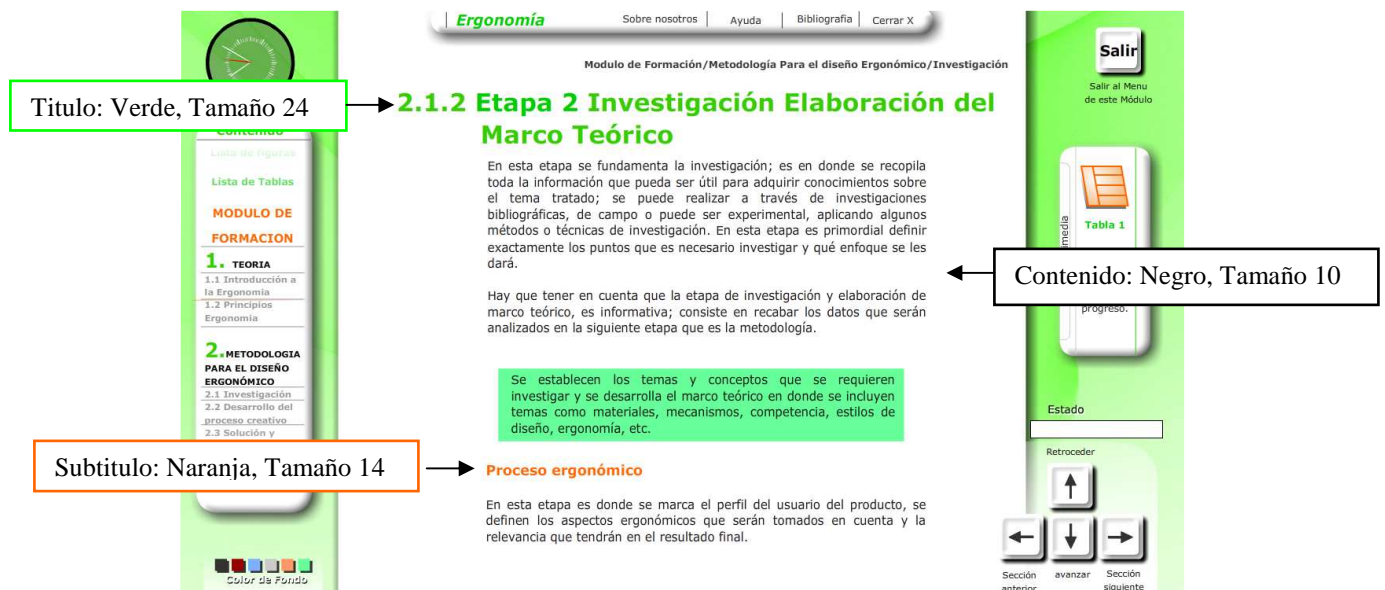 Ergonomía
Sobre nosotros
Ayuda
Bibliografia
Cerrar X
Modulo de Formación/Metodología Para el diseño Ergonómico/Investigación
Titulo: Verde, Tamaño 24
2.1.2 Etapa 2 Investigación Elaboración del
Marco Teórico
Contenido
Lista de figuras
Lista de Tablas
MODULO DE
FORMACION
1. TEORIA
1.1 Introducción a
la Ergonomia
1.2 Principios
Ergonomia
2.METODOLOGIA
PARA EL DISEÑO
ERGONÓMICO
2.1 Investigación
2.2 Desarrollo del
proceso creativo
2.3 Solución y
Subtitulo: Naranja, Tamaño 14
Color de Fondo
En esta etapa se fundamenta la investigación; es en donde se recopila
toda la información que pueda ser útil para adquirir conocimientos sobre
el tema tratado; se puede realizar a través de investigaciones
bibliográficas, de campo o puede ser experimental, aplicando algunos
métodos o técnicas de investigación. En esta etapa es primordial definir
exactamente los puntos que es necesario investigar y qué enfoque se les
dará.
Hay que tener en cuenta que la etapa de investigación y elaboración de
marco teórico, es informativa; consiste en recabar los datos que serán
analizados en la siguiente etapa que es la metodología.
Se establecen los temas y conceptos que se requieren
investigar y se desarrolla el marco teórico en donde se incluyen
temas como materiales, mecanismos, competencia, estilos de
diseño, ergonomía, etc.
Proceso ergonómico
En esta etapa es donde se marca el perfil del usuario del producto, se
definen los aspectos ergonómicos que serán tomados en cuenta y la
relevancia que tendrán en el resultado final.
Salir
Salir al Menu
de este Módulo
Tabla 1
Contenido: Negro, Tamaño 10
progreso.
Estado
Retroceder
Sección
anterior
avanzar
Sección
siguiente